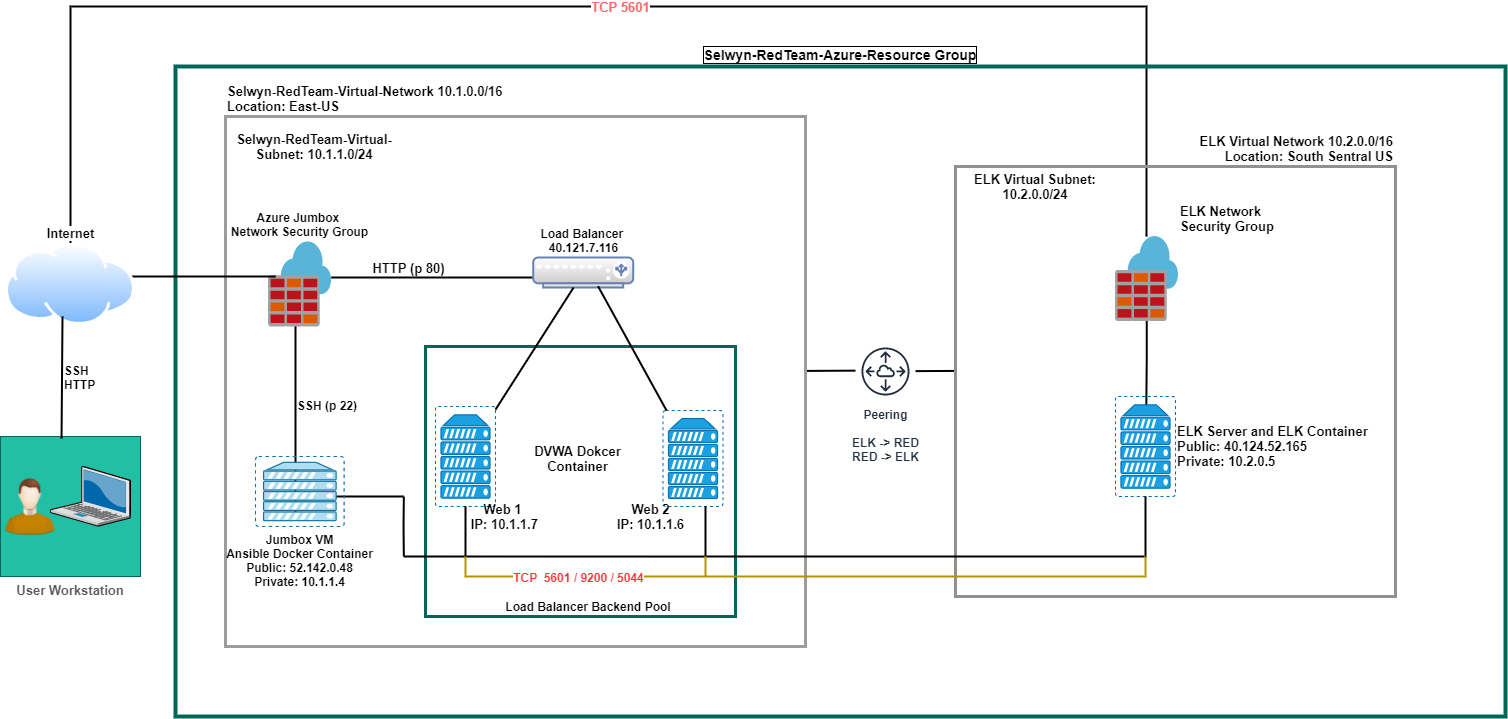 TCP 5601
Selwyn-RedTeam-Azure-Resource Group
Selwyn-RedTeam-Virtual-Network 10.1.0.0/16
Location: East-US
Selwyn-RedTeam-Virtual-
Subnet: 10.1.1.0/24
ELK Virtual Network 10.2.0.0/16
Location: South Sentral US
ELK Virtual Subnet:
10.2.0.0/24
Internet
Azure Jumbox
Network Security Group
Load Balancer
40.121.7.116
ELK Network
Security Group
HTTP (p 80)
SSH
HTTP
SSH (p 22)
Peering
ELK -> RED
RED -> ELK
DVWA Dokcer
Container
ELK Server and ELK Container
Public: 40.124.52.165
Private: 10.2.0.5
Web 1
IP: 10.1.1.7
Web 2
IP: 10.1.1.6
Jumbox VM
Ansible Docker Container
Public: 52.142.0.48
Private: 10.1.1.4
TCP  5601 / 9200 / 5044
User Workstation
Load Balancer Backend Pool